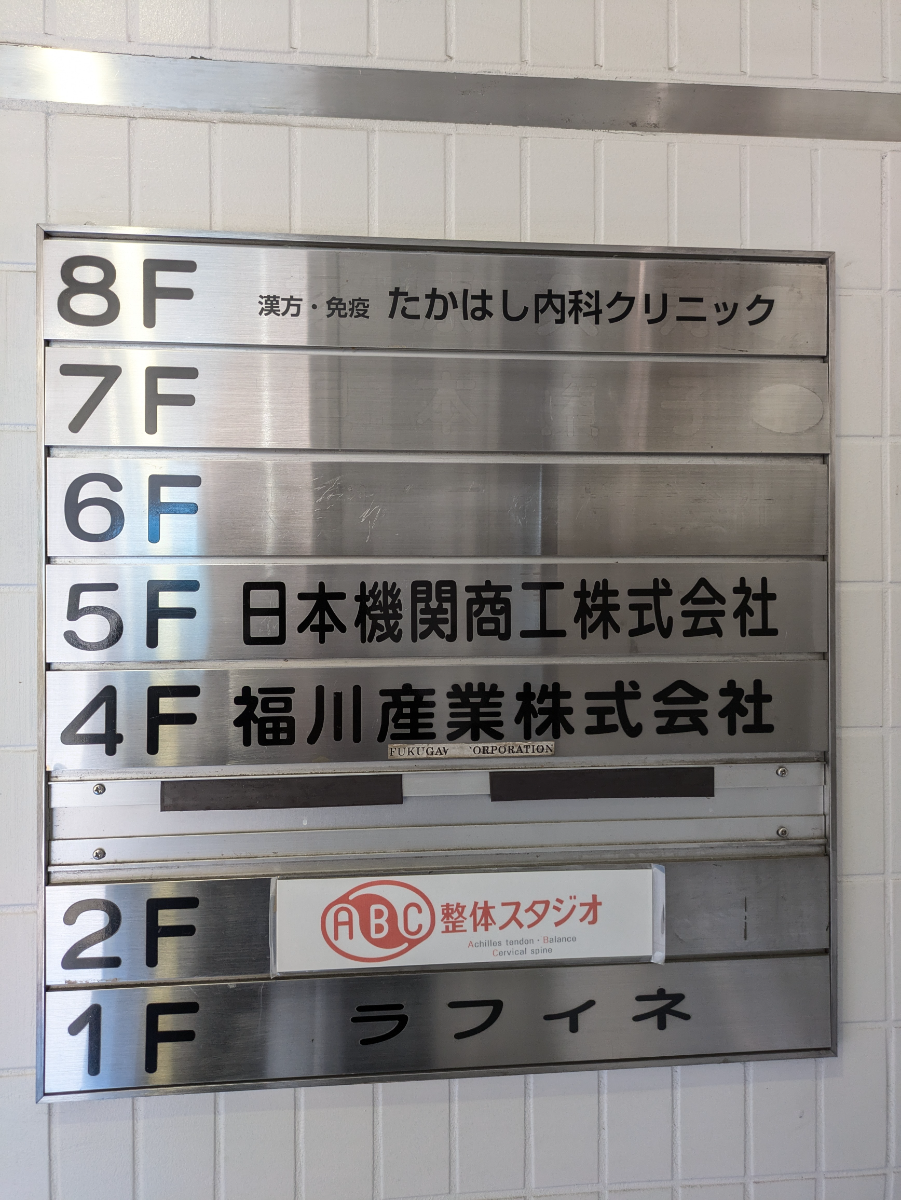 8F 漢方・免疫 たかはし内科クリニック
7F
6F
5F 日本機関商工株式会社
4F 福川産業株式会社
FUKUGAV ORPORATION
2F ABC 整体スタジオ
Achilles tendon・Balance
Cervical spine
1F ラフィネ